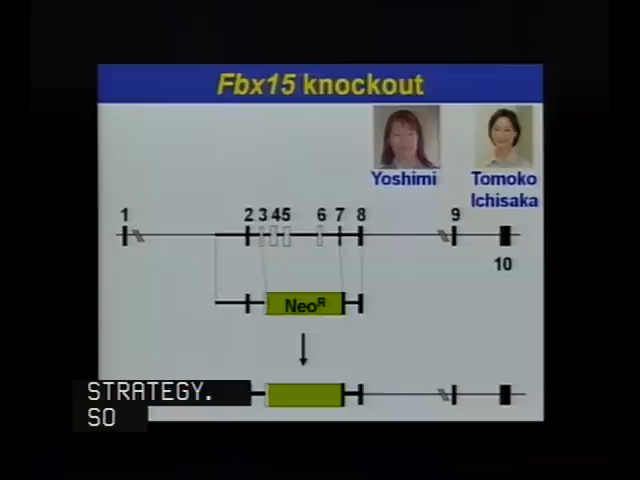 Fbx15 knockout
Yoshimi
Tomoko
Ichisaka
1 2 3 4 5 6 7 8 9
10
NeoR
STRATEGY.
SO